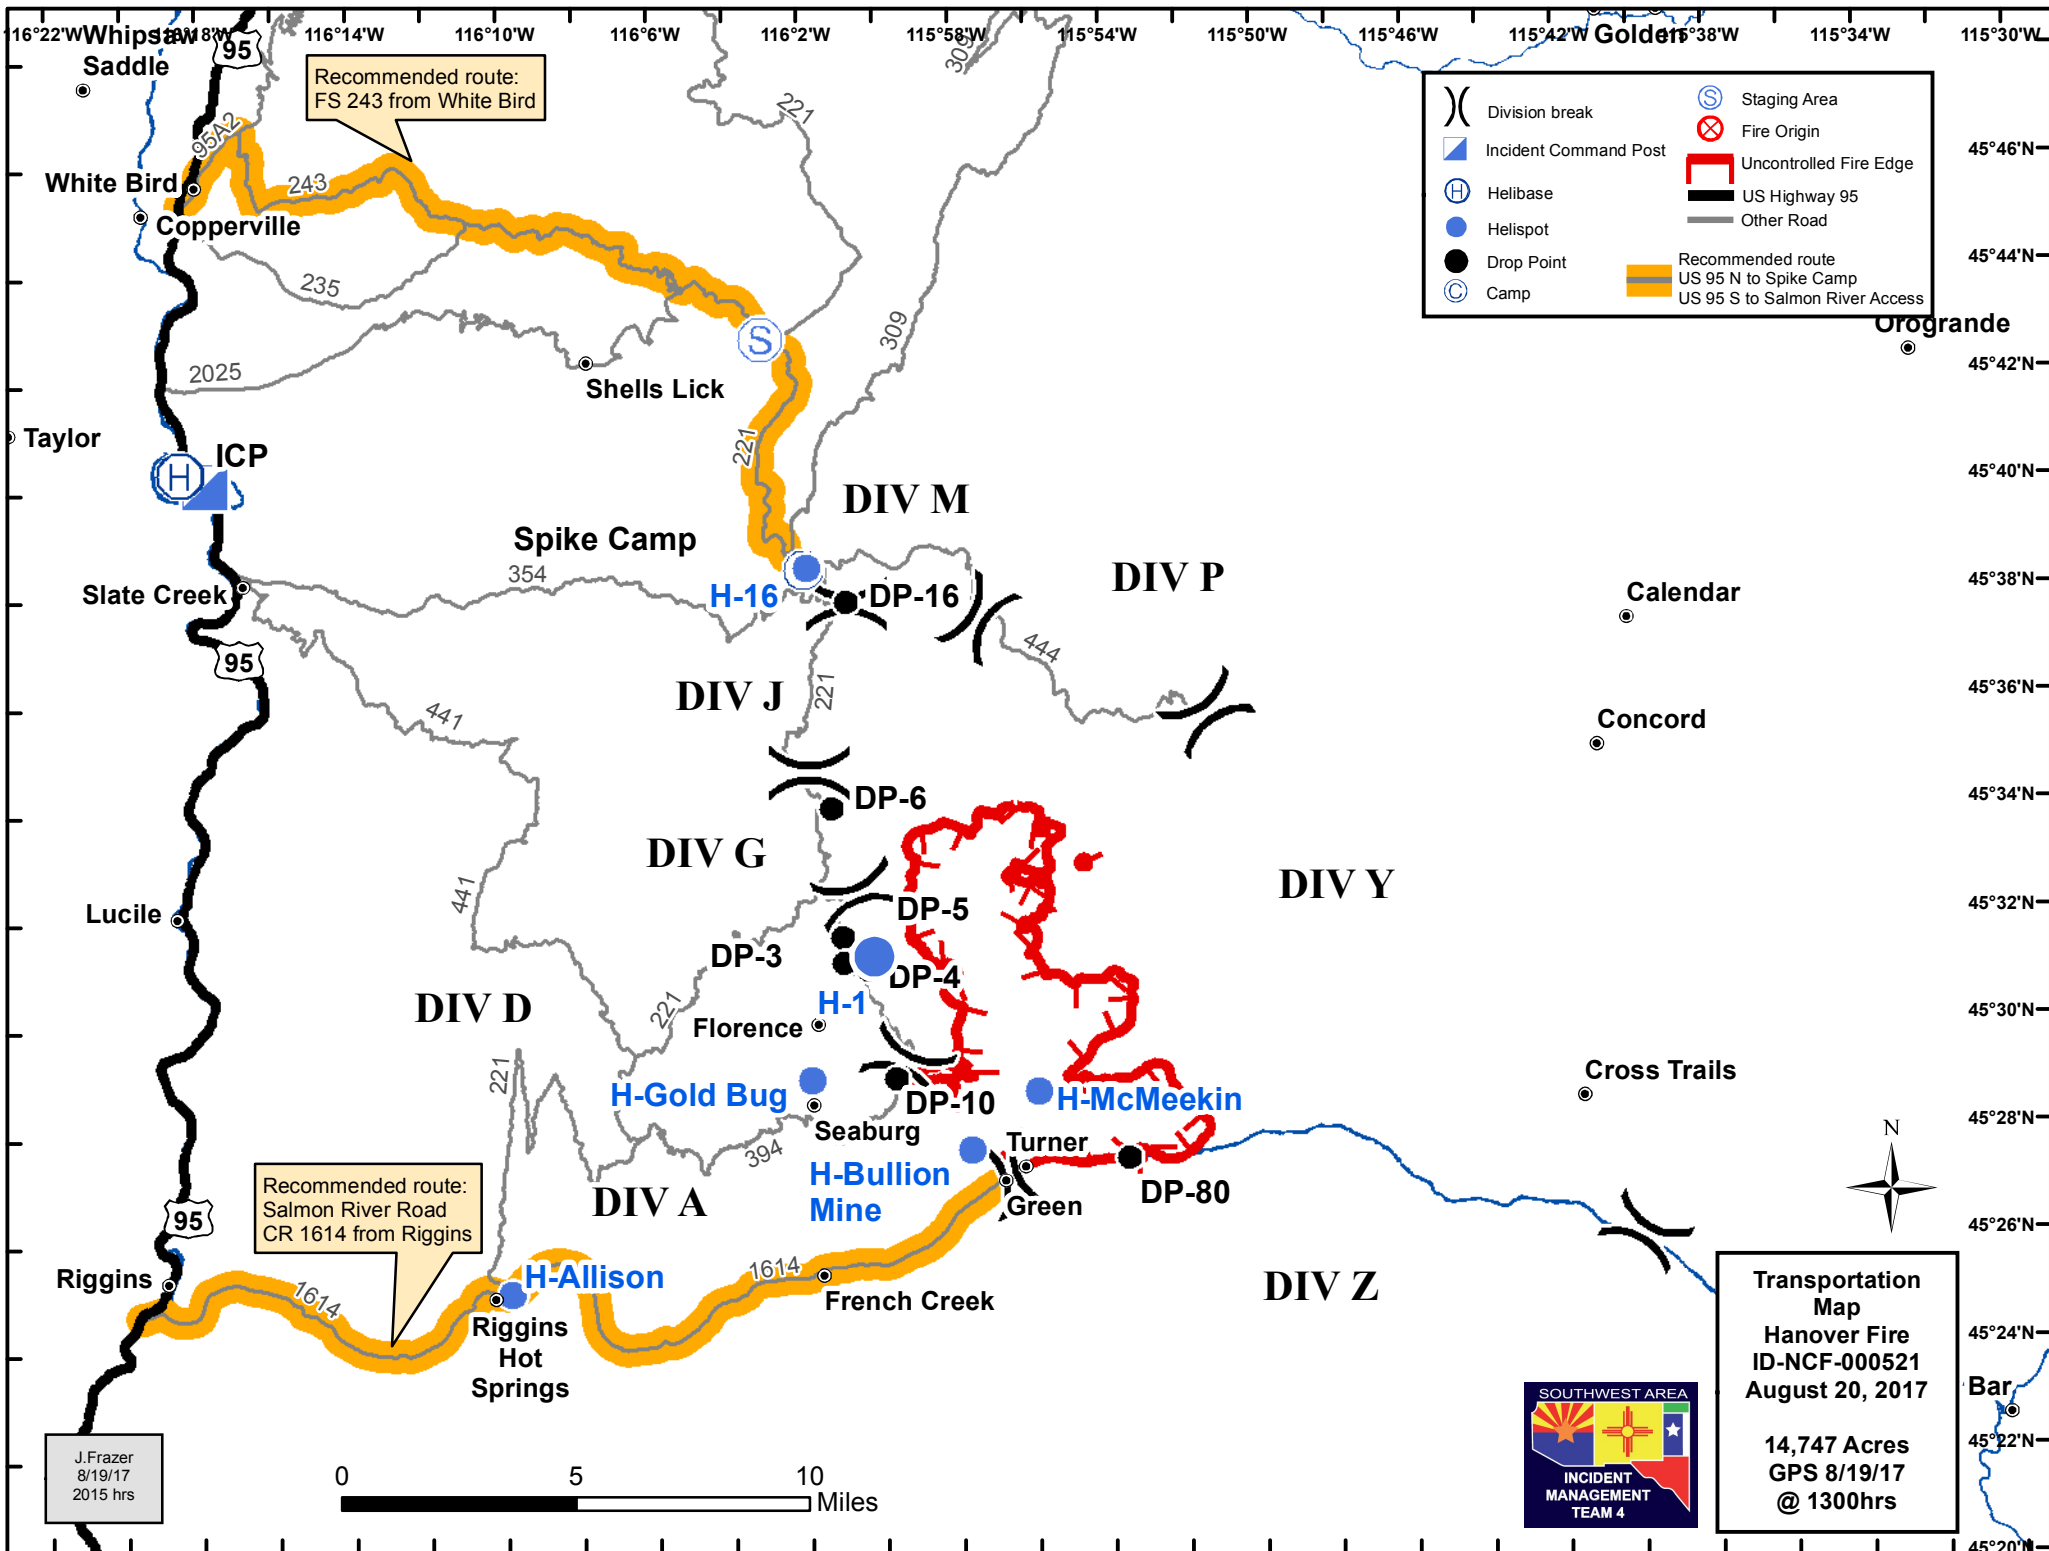 116°22'W
116°18'W
116°14'W
116°10'W
116°6'W
116°2'W
115°58'W
115°54'W
115°50'W
115°46'W
115°42'W
115°38'W
115°34'W
115°30'W
Whipsaw
Saddle
95
Golden
309
Recommended route:
FS 243 from White Bird
221
95A2
Division break
Incident Command Post
Helibase
Helispot
Drop Point
Camp
Staging Area
Fire Origin
Uncontrolled Fire Edge
US Highway 95
Other Road
Recommended route
US 95 N to Spike Camp
US 95 S to Salmon River Access
H
C
S
45°46'N
White Bird
243
Copperville
45°44'N
235
309
Orogrande
S
45°42'N
2025
Shells Lick
Taylor
221
ICP
H
45°40'N
DIV M
Spike Camp
354
DIV P
45°38'N
Slate Creek
H-16
DP-16
Calendar
444
95
DIV J
221
45°36'N
441
Concord
45°34'N
DP-6
DIV G
DIV Y
441
Lucile
DP-5
45°32'N
DP-3
DP-4
DIV D
H-1
221
45°30'N
Florence
221
Cross Trails
H-Gold Bug
DP-10
H-McMeekin
45°28'N
Seaburg
Turner
N
394
H-Bullion
Mine
DP-80
DIV A
Green
Recommended route:
Salmon River Road
CR 1614 from Riggins
95
45°26'N
Riggins
H-Allison
1614
1614
DIV Z
French Creek
Riggins
Hot
Springs
45°24'N
Transportation
Map
Hanover Fire
ID-NCF-000521
August 20, 2017
14,747 Acres
GPS 8/19/17
@ 1300hrs
Bar
45°22'N
SOUTHWEST AREA
INCIDENT
MANAGEMENT
TEAM 4
J.Frazer
8/19/17
2015 hrs
0
5
10
Miles
45°20'N